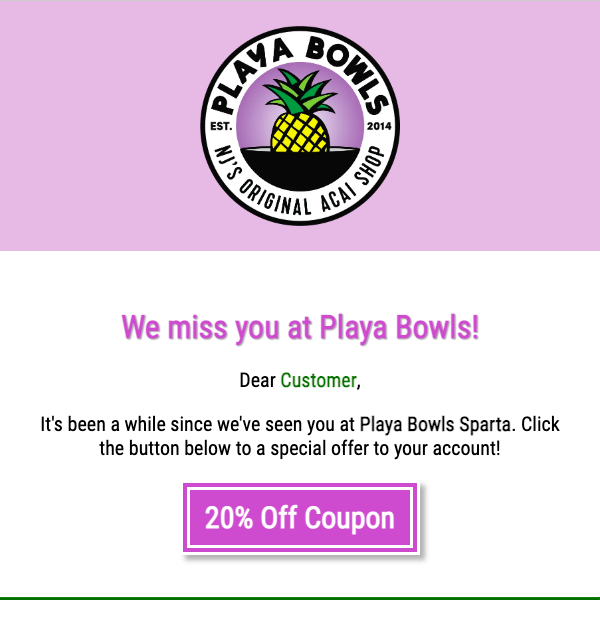 PLAYA BOWLS
EST. 2014
NJ'S ORIGINAL ACAI SHOP
We miss you at Playa Bowls!
Dear Customer,
It's been a while since we've seen you at Playa Bowls Sparta. Click
the button below to a special offer to your account!
20% Off Coupon